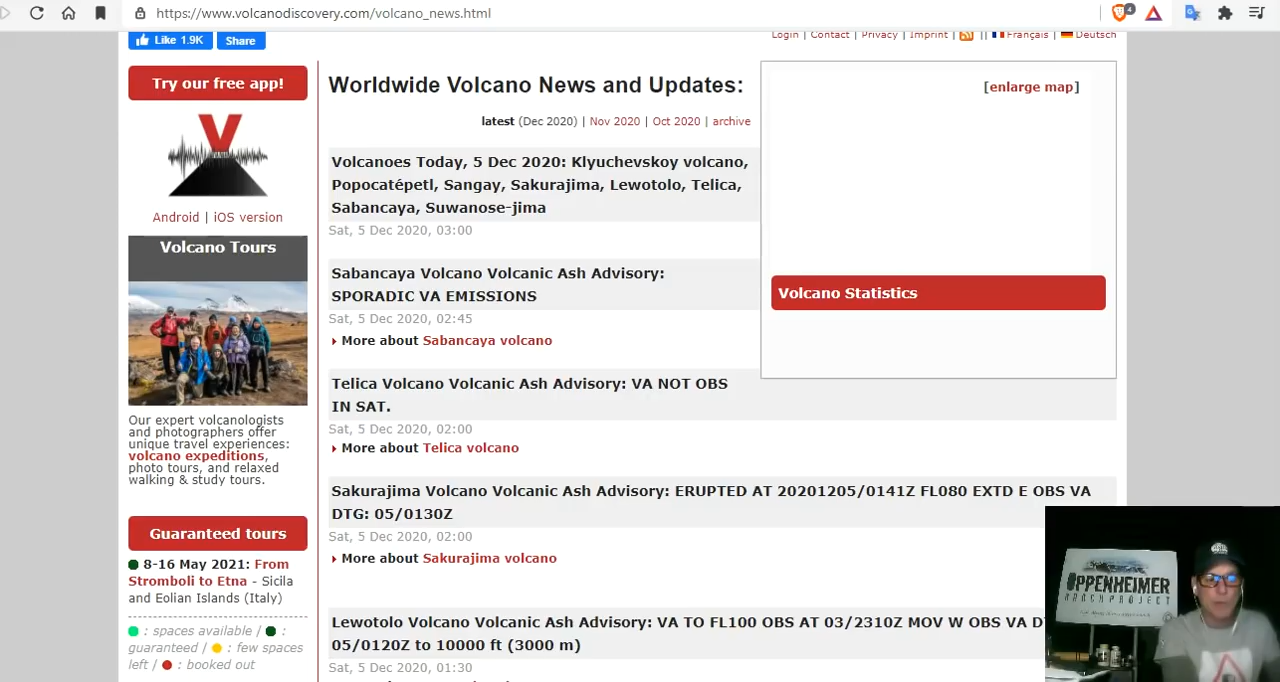 https://www.volcanodiscovery.com/volcano_news.html
4
Like 1.9K
Share
Login | Contact | Privacy | Imprint | || Français | Deutsch
Try our free app!
V
Android | iOS version
Volcano Tours
Our expert volcanologists
and photographers offer
unique travel experiences:
volcano expeditions,
photo tours, and relaxed
walking & study tours.
Guaranteed tours
8-16 May 2021: From
Stromboli to Etna - Sicila
and Eolian Islands (Italy)
: spaces available / :
guaranteed / : few spaces
left / : booked out
Worldwide Volcano News and Updates:
latest (Dec 2020) | Nov 2020 | Oct 2020 | archive
Volcanoes Today, 5 Dec 2020: Klyuchevskoy volcano,
Popocatépetl, Sangay, Sakurajima, Lewotolo, Telica,
Sabancaya, Suwanose-jima
Sat, 5 Dec 2020, 03:00
Sabancaya Volcano Volcanic Ash Advisory:
SPORADIC VA EMISSIONS
Sat, 5 Dec 2020, 02:45
More about Sabancaya volcano
Telica Volcano Volcanic Ash Advisory: VA NOT OBS
IN SAT.
Sat, 5 Dec 2020, 02:00
More about Telica volcano
Sakurajima Volcano Volcanic Ash Advisory: ERUPTED AT 20201205/0141Z FL080 EXTD E OBS VA
DTG: 05/0130Z
Sat, 5 Dec 2020, 02:00
More about Sakurajima volcano
Lewotolo Volcano Volcanic Ash Advisory: VA TO FL100 OBS AT 03/2310Z MOV W OBS VA
05/0120Z to 10000 ft (3000 m)
Sat, 5 Dec 2020, 01:30
[enlarge map]
Volcano Statistics
OPPENHEIMER
RANCH PROJECT